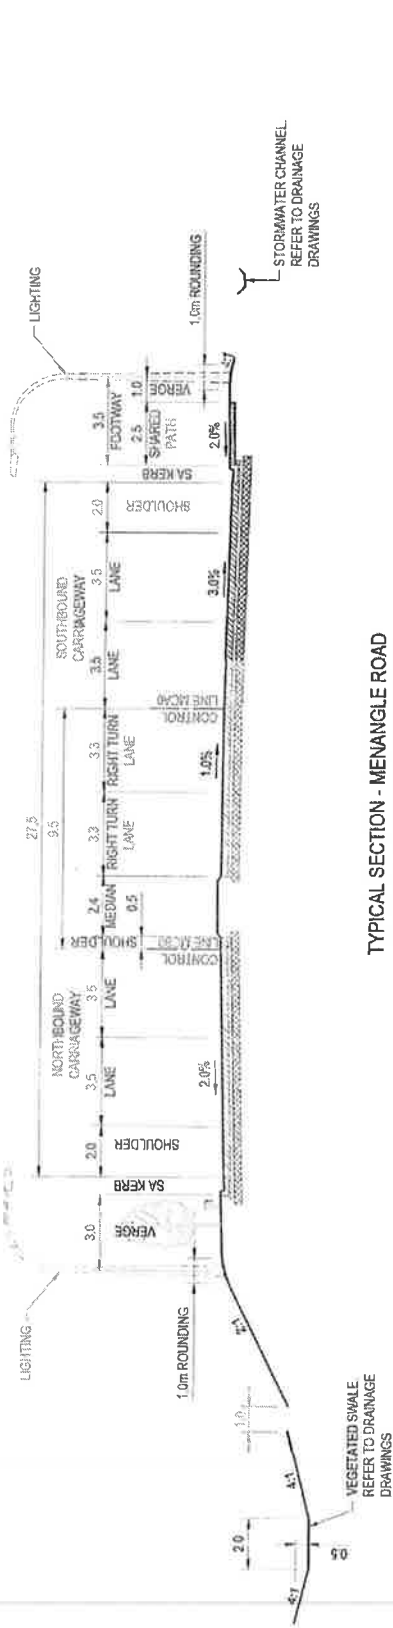 LIGHTING
LIGHTING
27.5
9.5
NORTHBOUND
CARRIAGEWAY
SOUTHBOUND
CARRIAGEWAY
3.0
VERGE
SA KERB
2.0
SHOULDER
3.5
LANE
3.5
LANE
SHOULDER
0.5
CONTROL
2.4
MEDIAN
3.3
RIGHT TURN
LANE
3.3
RIGHT TURN
LANE
CONTROL
LINE MCA0
3.5
LANE
3.5
LANE
2.0
SHOULDER
SA KERB
3.5
FOOTWAY
2.5
SHARED
PATH
1.0
VERGE
1.0m ROUNDING
1.0m ROUNDING
2.0%
1.0%
3.0%
2.0%
2:1
1.0
4:1
2.0
0.5
4:1
VEGETATED SWALE
REFER TO DRAINAGE
DRAWINGS
STORMWATER CHANNEL.
REFER TO DRAINAGE
DRAWINGS
TYPICAL SECTION - MENANGLE ROAD